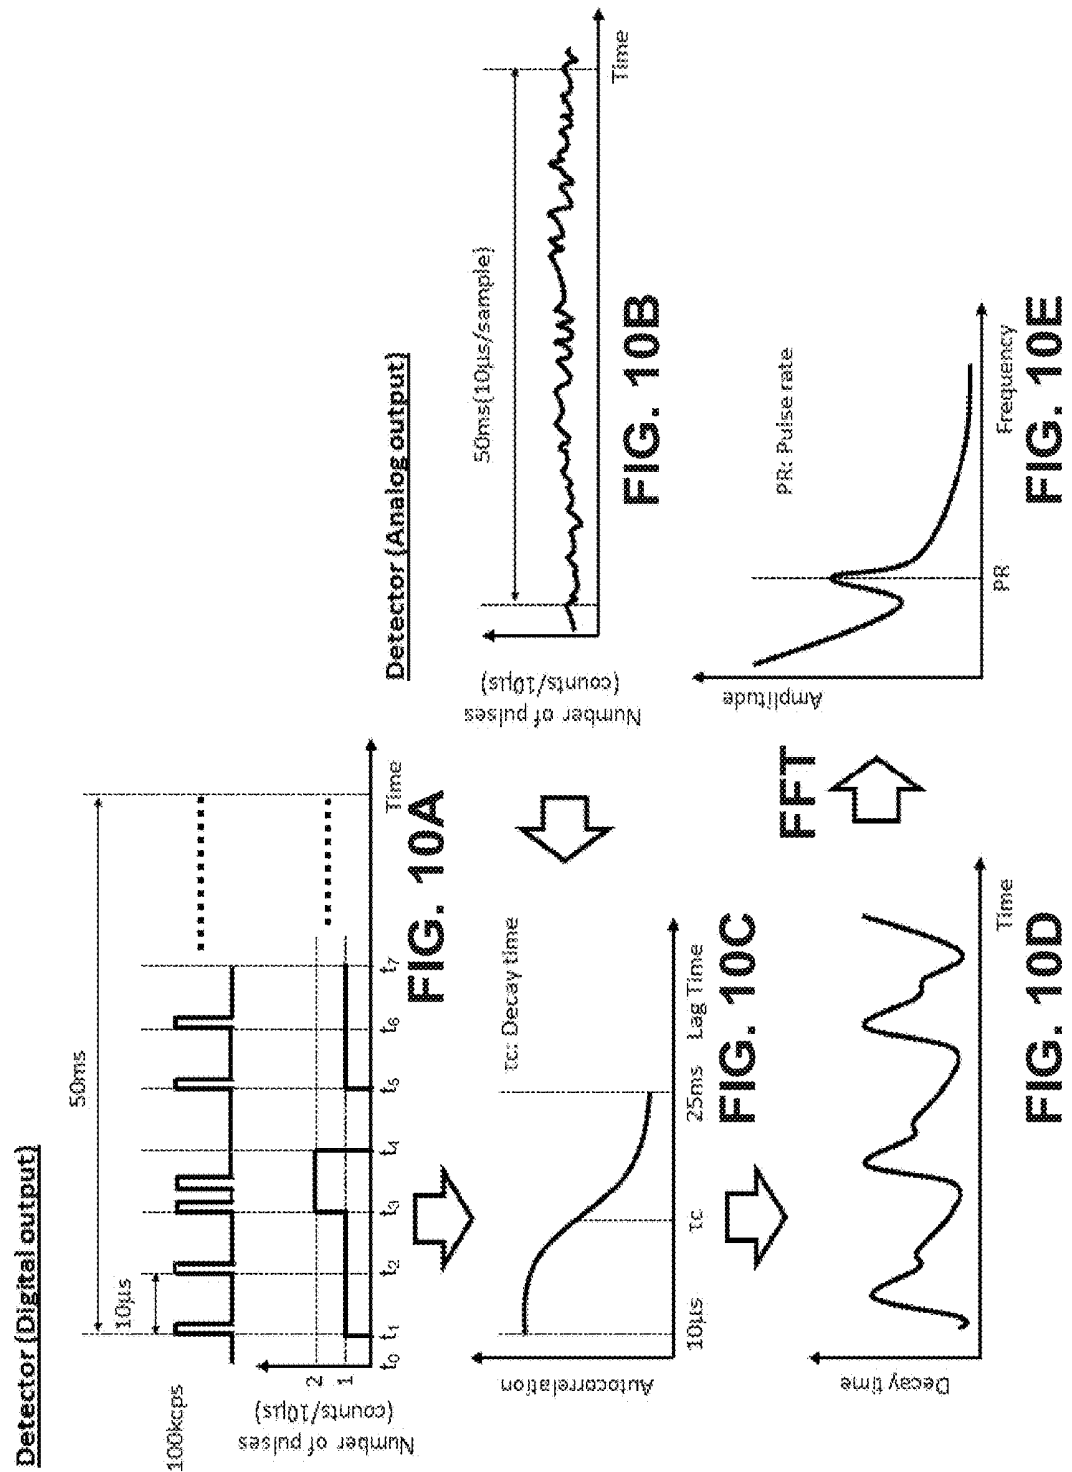 Detector (Digital output)
100kcps
50ms
10µs
Number of pulses
(counts/10µs)
2
1
t0
t1
t2
t3
t4
t5
t6
t7
Time
FIG. 10A
Detector (Analog output)
Number of pulses
(counts/10µs)
50ms(10µs/sample)
Time
FIG. 10B
Autocorrelation
τc: Decay time
10µs
τc
25ms
Lag Time
FIG. 10C
Decay time
Time
FIG. 10D
FFT
Amplitude
PR: Pulse rate
PR
Frequency
FIG. 10E